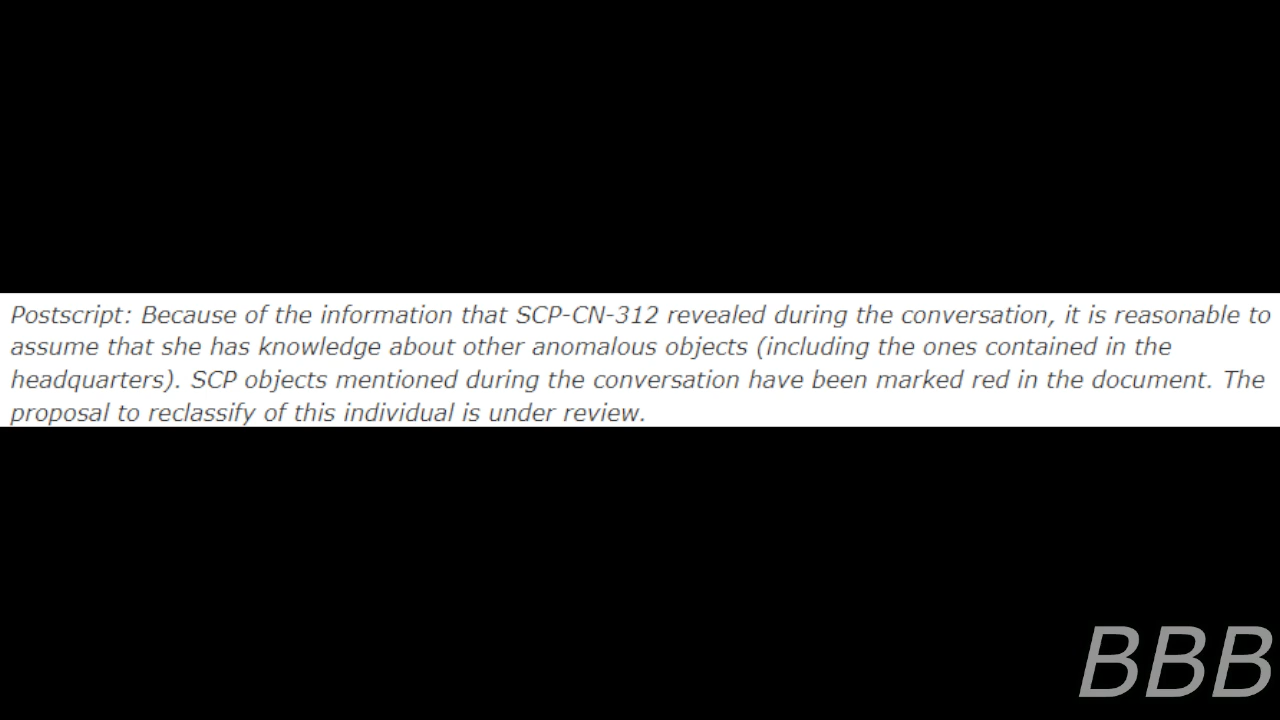 Postscript: Because of the information that SCP-CN-312 revealed during the conversation, it is reasonable to
assume that she has knowledge about other anomalous objects (including the ones contained in the
headquarters). SCP objects mentioned during the conversation have been marked red in the document. The
proposal to reclassify of this individual is under review.
BBB